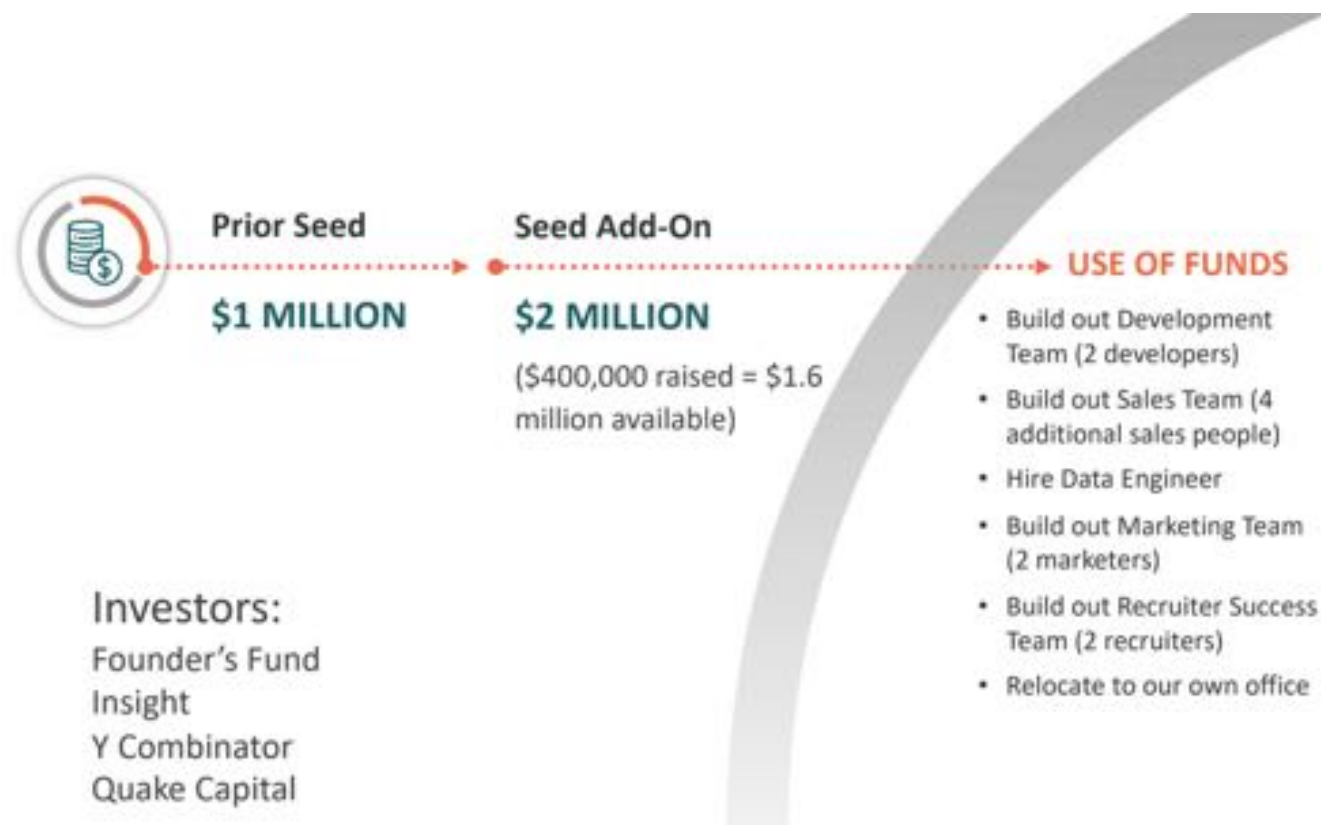 Prior Seed
$1 MILLION
Seed Add-On
$2 MILLION
($400,000 raised = $1.6
million available)
USE OF FUNDS
• Build out Development
Team (2 developers)
• Build out Sales Team (4
additional sales people)
• Hire Data Engineer
• Build out Marketing Team
(2 marketers)
• Build out Recruiter Success
Team (2 recruiters)
• Relocate to our own office
Investors:
Founder’s Fund
Insight
Y Combinator
Quake Capital